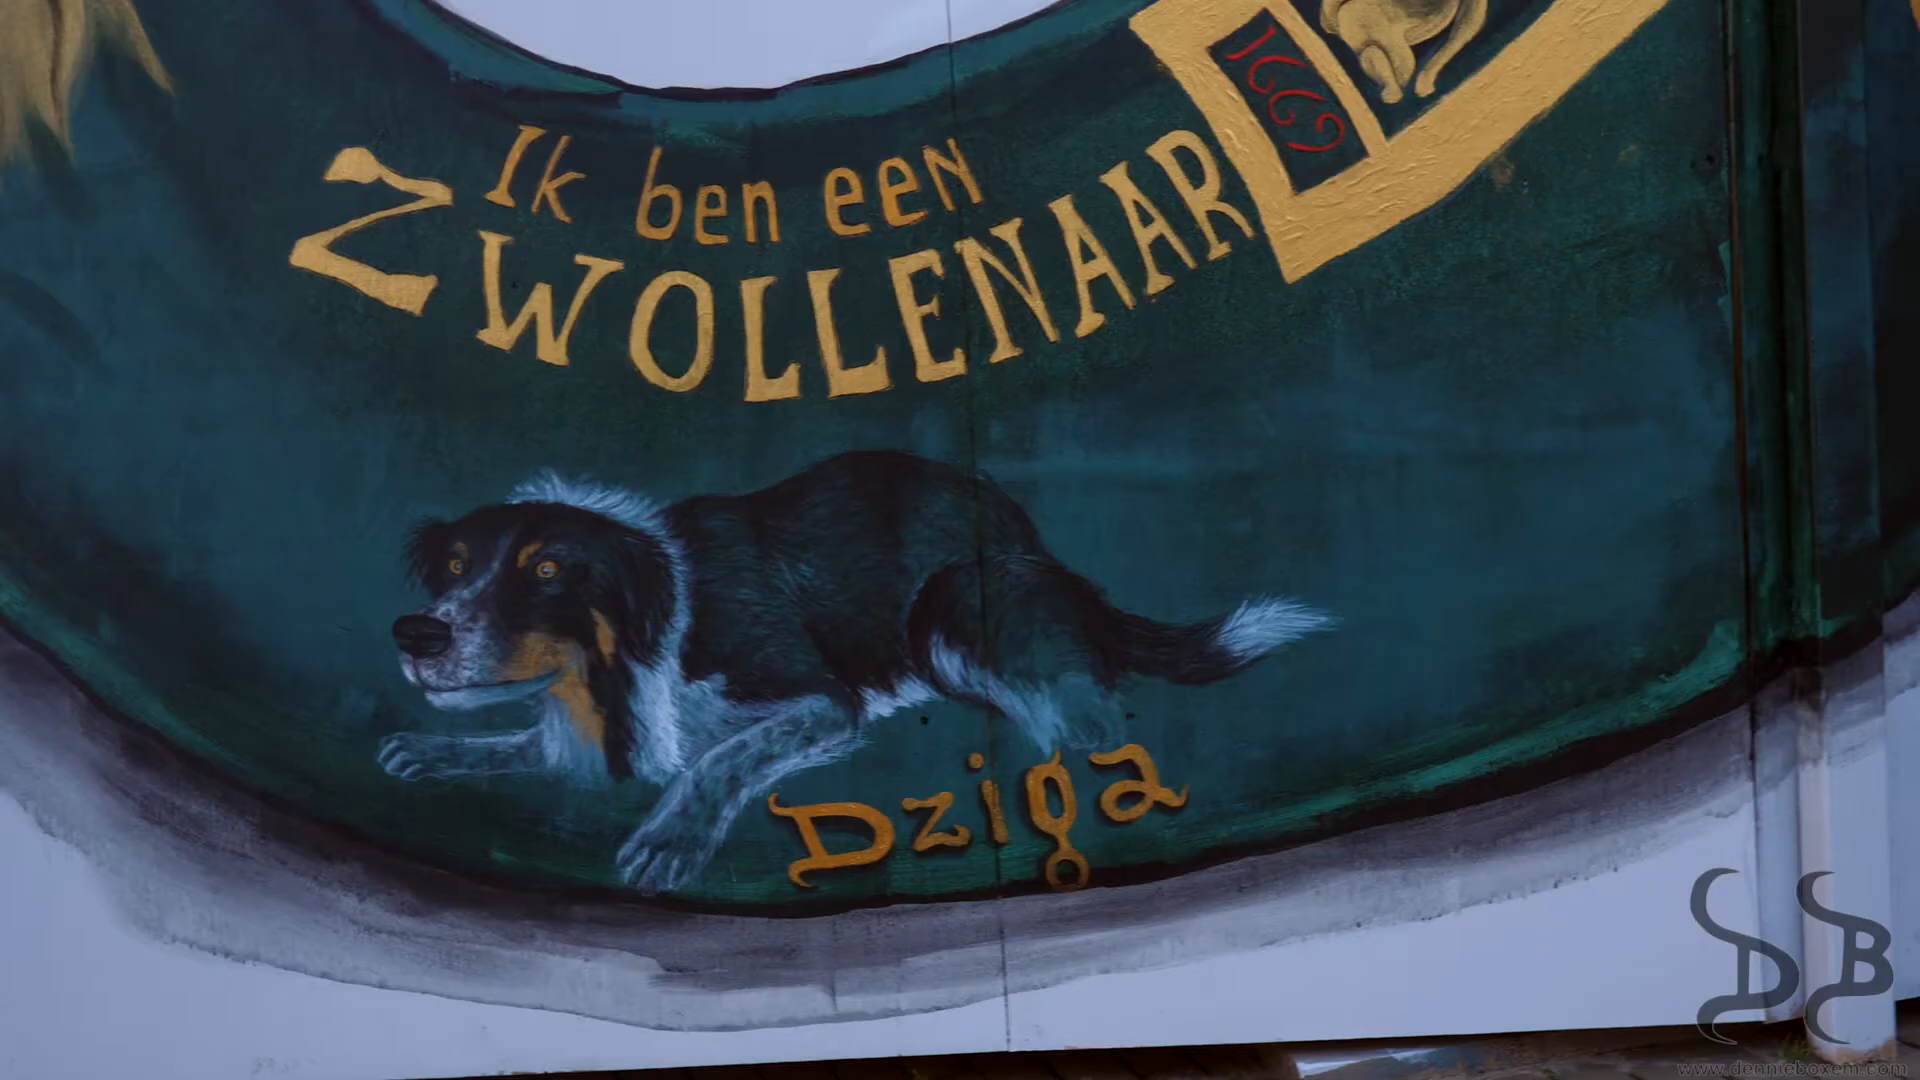 Ik ben een
ZWOLLENAAR
1669
Dziga
DB
www.dennieboxem.com